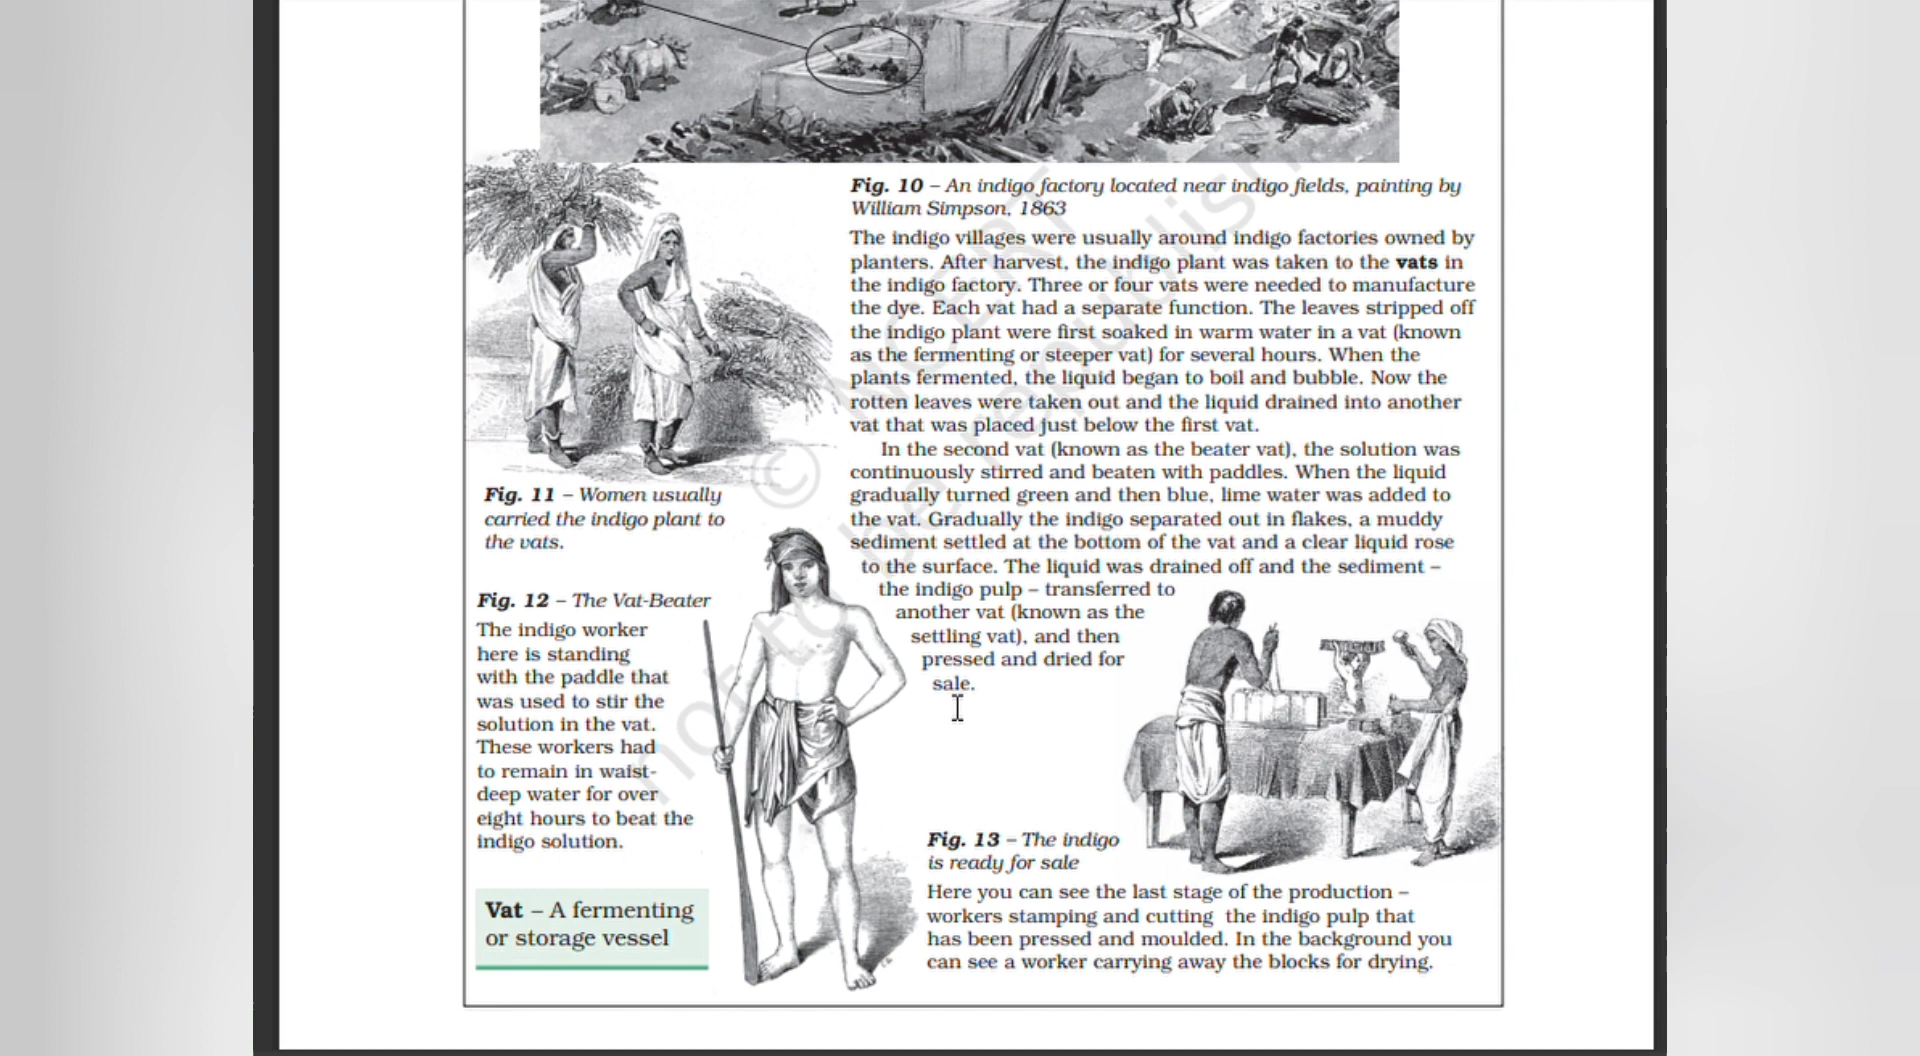 Fig. 10 – An indigo factory located near indigo fields, painting by
William Simpson, 1863
The indigo villages were usually around indigo factories owned by
planters. After harvest, the indigo plant was taken to the vats in
the indigo factory. Three or four vats were needed to manufacture
the dye. Each vat had a separate function. The leaves stripped off
the indigo plant were first soaked in warm water in a vat (known
as the fermenting or steeper vat) for several hours. When the
plants fermented, the liquid began to boil and bubble. Now the
rotten leaves were taken out and the liquid drained into another
vat that was placed just below the first vat.
In the second vat (known as the beater vat), the solution was
continuously stirred and beaten with paddles. When the liquid
gradually turned green and then blue, lime water was added to
the vat. Gradually the indigo separated out in flakes, a muddy
sediment settled at the bottom of the vat and a clear liquid rose
to the surface. The liquid was drained off and the sediment –
the indigo pulp – transferred to
another vat (known as the
settling vat), and then
pressed and dried for
sale.
Fig. 11 – Women usually
carried the indigo plant to
the vats.
Fig. 12 – The Vat-Beater
The indigo worker
here is standing
with the paddle that
was used to stir the
solution in the vat.
These workers had
to remain in waist-
deep water for over
eight hours to beat the
indigo solution.
Vat – A fermenting
or storage vessel
Fig. 13 – The indigo
is ready for sale
Here you can see the last stage of the production –
workers stamping and cutting the indigo pulp that
has been pressed and moulded. In the background you
can see a worker carrying away the blocks for drying.
© NCERT
not to be republish